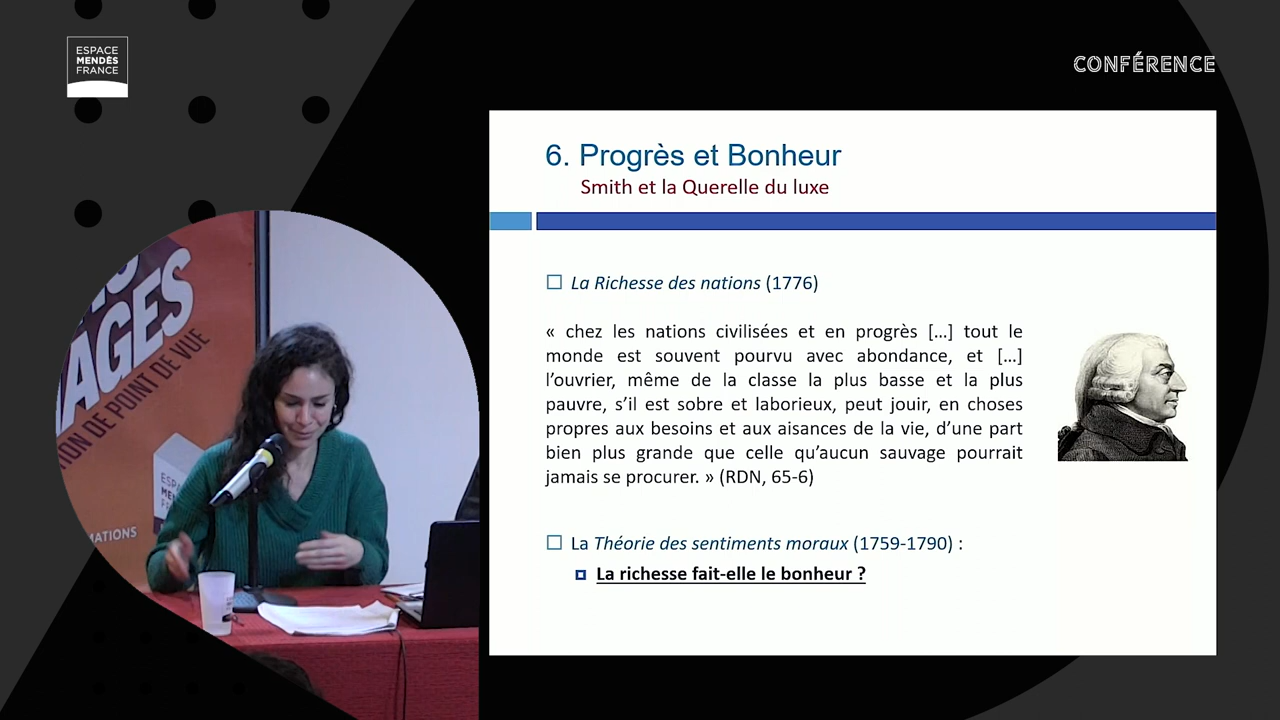 ESPACE
MENDÈS
FRANCE
CONFÉRENCE
6. Progrès et Bonheur
Smith et la Querelle du luxe
La Richesse des nations (1776)
« chez les nations civilisées et en progrès [...] tout le
monde est souvent pourvu avec abondance, et [...]
l'ouvrier, même de la classe la plus basse et la plus
pauvre, s'il est sobre et laborieux, peut jouir, en choses
propres aux besoins et aux aisances de la vie, d'une part
bien plus grande que celle qu'aucun sauvage pourrait
jamais se procurer. » (RDN, 65-6)
La Théorie des sentiments moraux (1759-1790) :
La richesse fait-elle le bonheur ?
AGES
TION DE POINT DE VUE
MATIONS